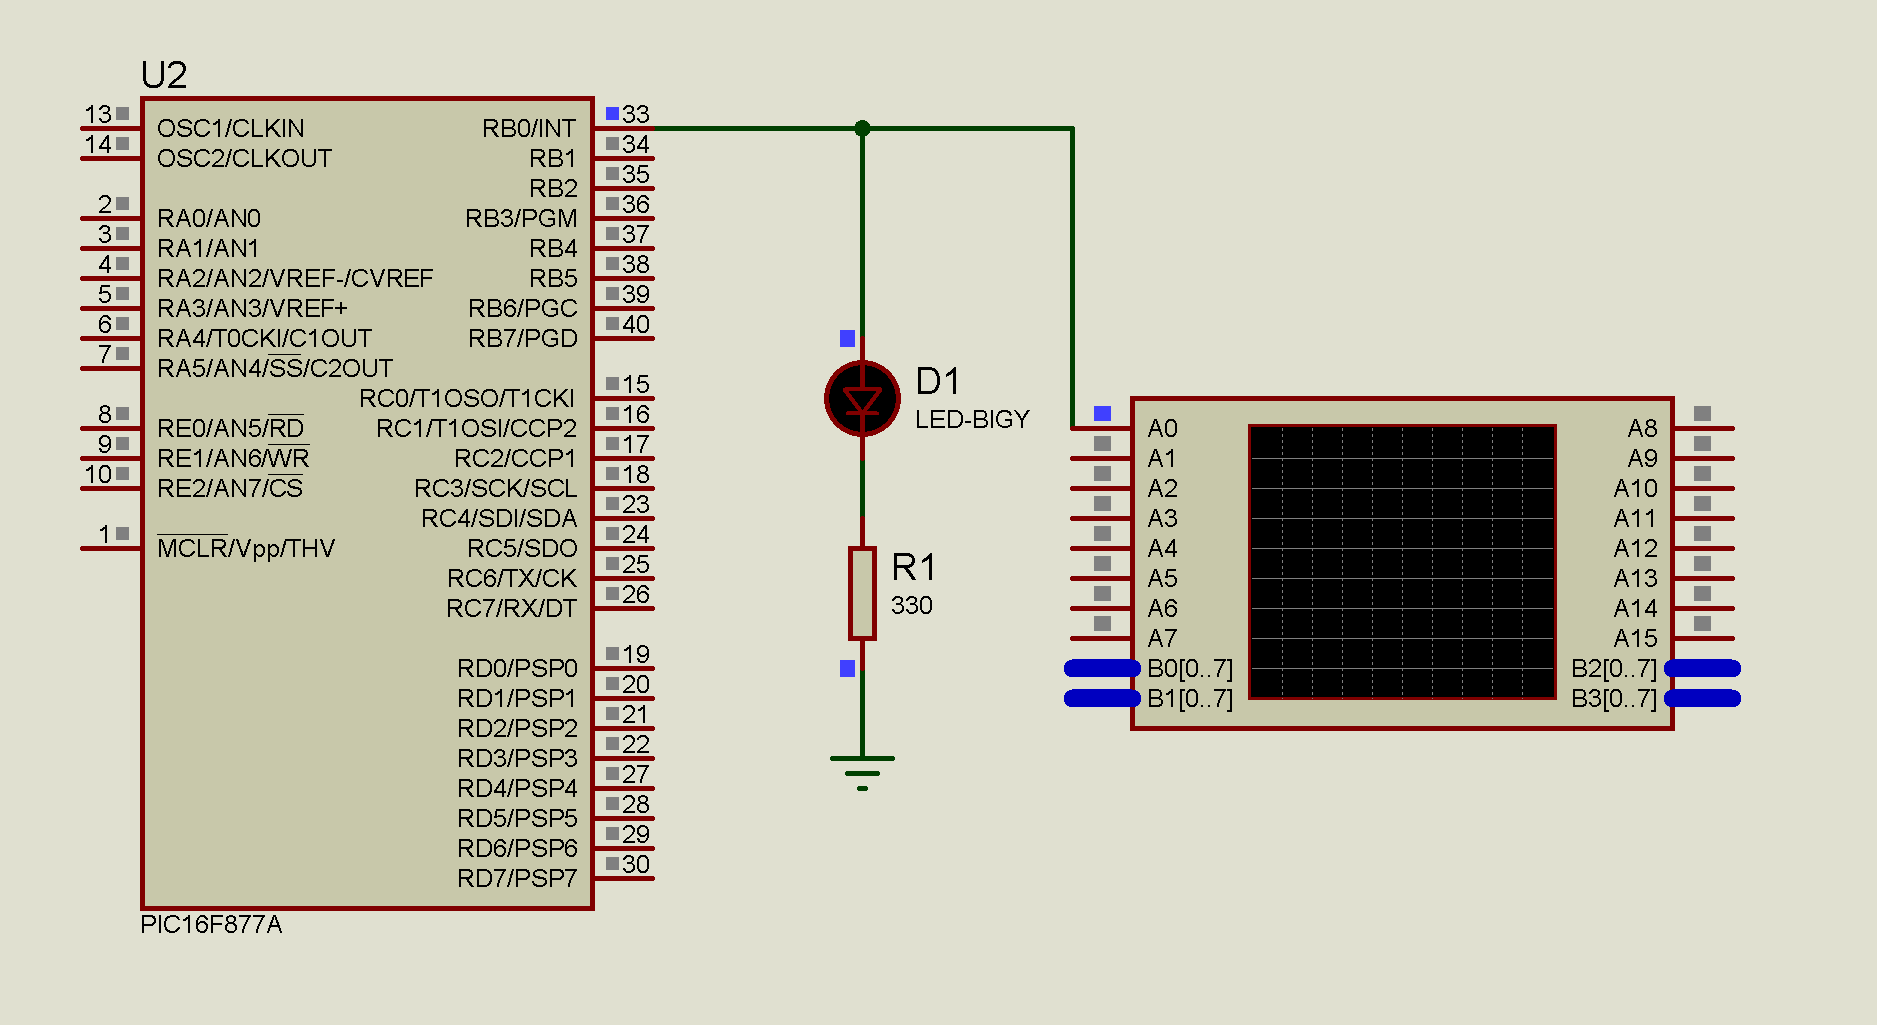 U2
13
OSC1/CLKIN
14
OSC2/CLKOUT
2
RA0/AN0
3
RA1/AN1
4
RA2/AN2/VREF-/CVREF
5
RA3/AN3/VREF+
6
RA4/T0CKI/C1OUT
7
RA5/AN4/SS/C2OUT
8
RE0/AN5/RD
9
RE1/AN6/WR
10
RE2/AN7/CS
1
MCLR/Vpp/THV
RB0/INT
33
RB1
34
RB2
35
RB3/PGM
36
RB4
37
RB5
38
RB6/PGC
39
RB7/PGD
40
RC0/T1OSO/T1CKI
15
RC1/T1OSI/CCP2
16
RC2/CCP1
17
RC3/SCK/SCL
18
RC4/SDI/SDA
23
RC5/SDO
24
RC6/TX/CK
25
RC7/RX/DT
26
RD0/PSP0
19
RD1/PSP1
20
RD2/PSP2
21
RD3/PSP3
22
RD4/PSP4
27
RD5/PSP5
28
RD6/PSP6
29
RD7/PSP7
30
PIC16F877A
D1
LED-BIGY
R1
330
A0
A1
A2
A3
A4
A5
A6
A7
B0[0..7]
B1[0..7]
A8
A9
A10
A11
A12
A13
A14
A15
B2[0..7]
B3[0..7]